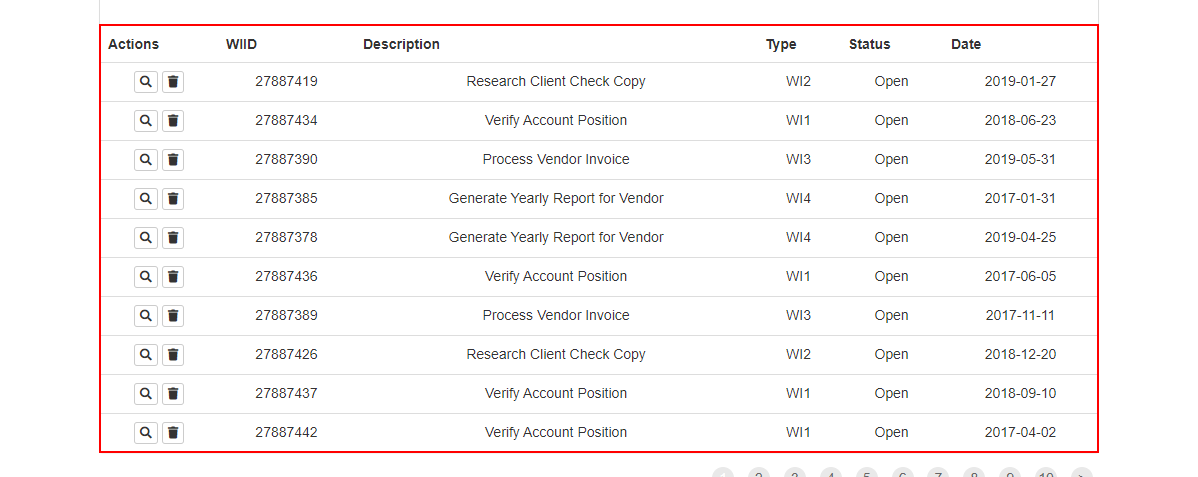 Actions WIID Description Type Status Date
27887419 Research Client Check Copy WI2 Open 2019-01-27
27887434 Verify Account Position WI1 Open 2018-06-23
27887390 Process Vendor Invoice WI3 Open 2019-05-31
27887385 Generate Yearly Report for Vendor WI4 Open 2017-01-31
27887378 Generate Yearly Report for Vendor WI4 Open 2019-04-25
27887436 Verify Account Position WI1 Open 2017-06-05
27887389 Process Vendor Invoice WI3 Open 2017-11-11
27887426 Research Client Check Copy WI2 Open 2018-12-20
27887437 Verify Account Position WI1 Open 2018-09-10
27887442 Verify Account Position WI1 Open 2017-04-02
2 3 4 5 6 7 8 9 10 >